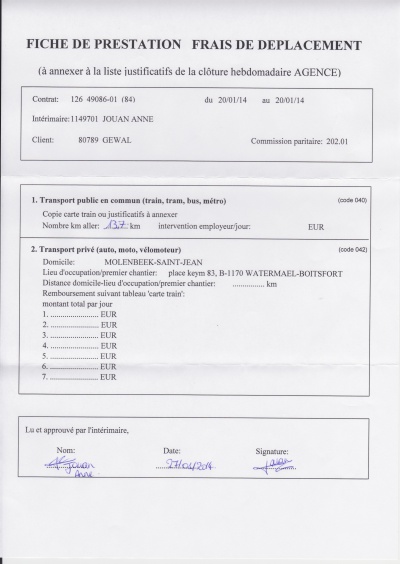 FICHE DE PRESTATION FRAIS DE DEPLACEMENT
(à annexer à la liste justificatifs de la clôture hebdomadaire AGENCE)
Contrat: 126 49086-01 (84) du 20/01/14 au 20/01/14
Intérimaire:1149701 JOUAN ANNE
Client: 80789 GEWAL Commission paritaire: 202.01
1. Transport public en commun (train, tram, bus, métro) (code 040)
Copie carte train ou justificatifs à annexer
Nombre km aller: 13,7 km intervention employeur/jour: EUR
2. Transport privé (auto, moto, vélomoteur) (code 042)
Domicile: MOLENBEEK-SAINT-JEAN
Lieu d'occupation/premier chantier: place keym 83, B-1170 WATERMAEL-BOITSFORT
Distance domicile-lieu d'occupation/premier chantier: ................ km
Remboursement suivant tableau 'carte train':
montant total par jour
1. ........................ EUR
2. ........................ EUR
3. ........................ EUR
4. ........................ EUR
5. ........................ EUR
6. ........................ EUR
7. ........................ EUR
Lu et approuvé par l'intérimaire,
Nom: Date: Signature:
Jouan 27/01/2014 Jouan
Anne